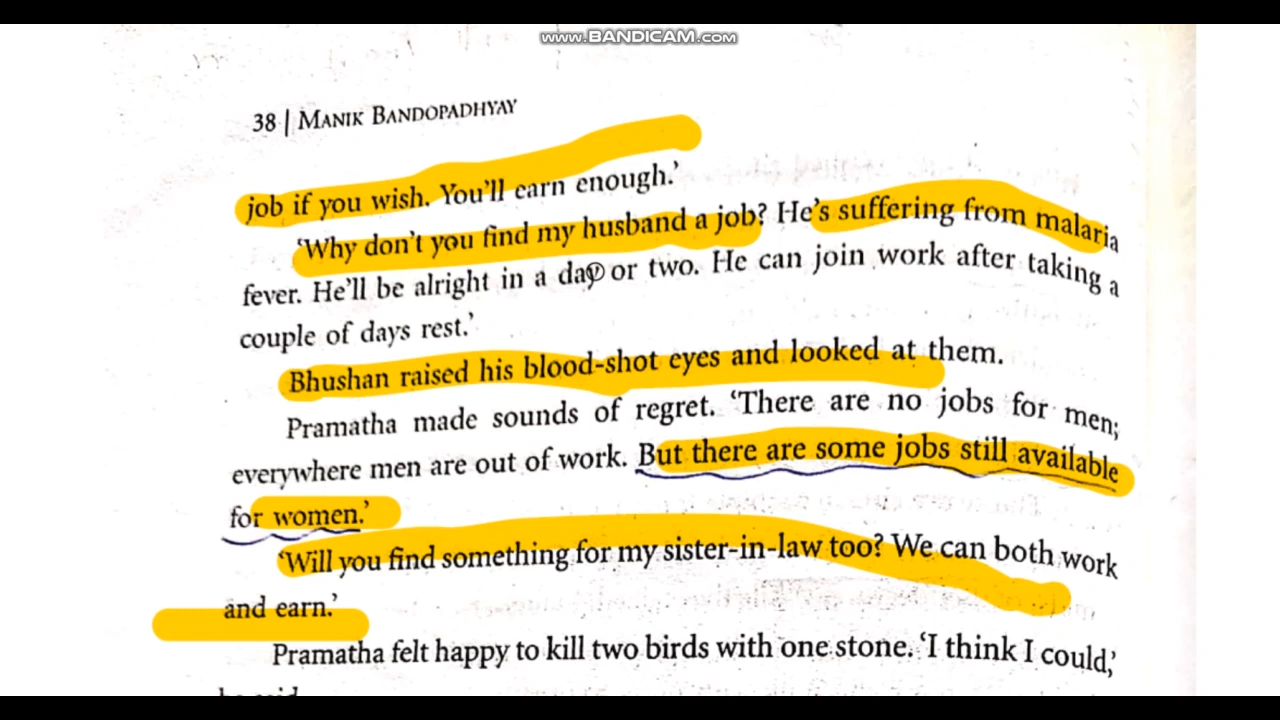 www.BANDICAM.com
38 | MANIK BANDOPADHYAY
job if you wish. You'll earn enough.'
'Why don't you find my husband a job? He's suffering from malaria
fever. He'll be alright in a day or two. He can join work after taking a
couple of days rest.'
Bhushan raised his blood-shot eyes and looked at them.
Pramatha made sounds of regret. 'There are no jobs for men;
everywhere men are out of work. But there are some jobs still available
for women.'
'Will you find something for my sister-in-law too? We can both work
and earn.'
Pramatha felt happy to kill two birds with one stone. 'I think I could,'
he said